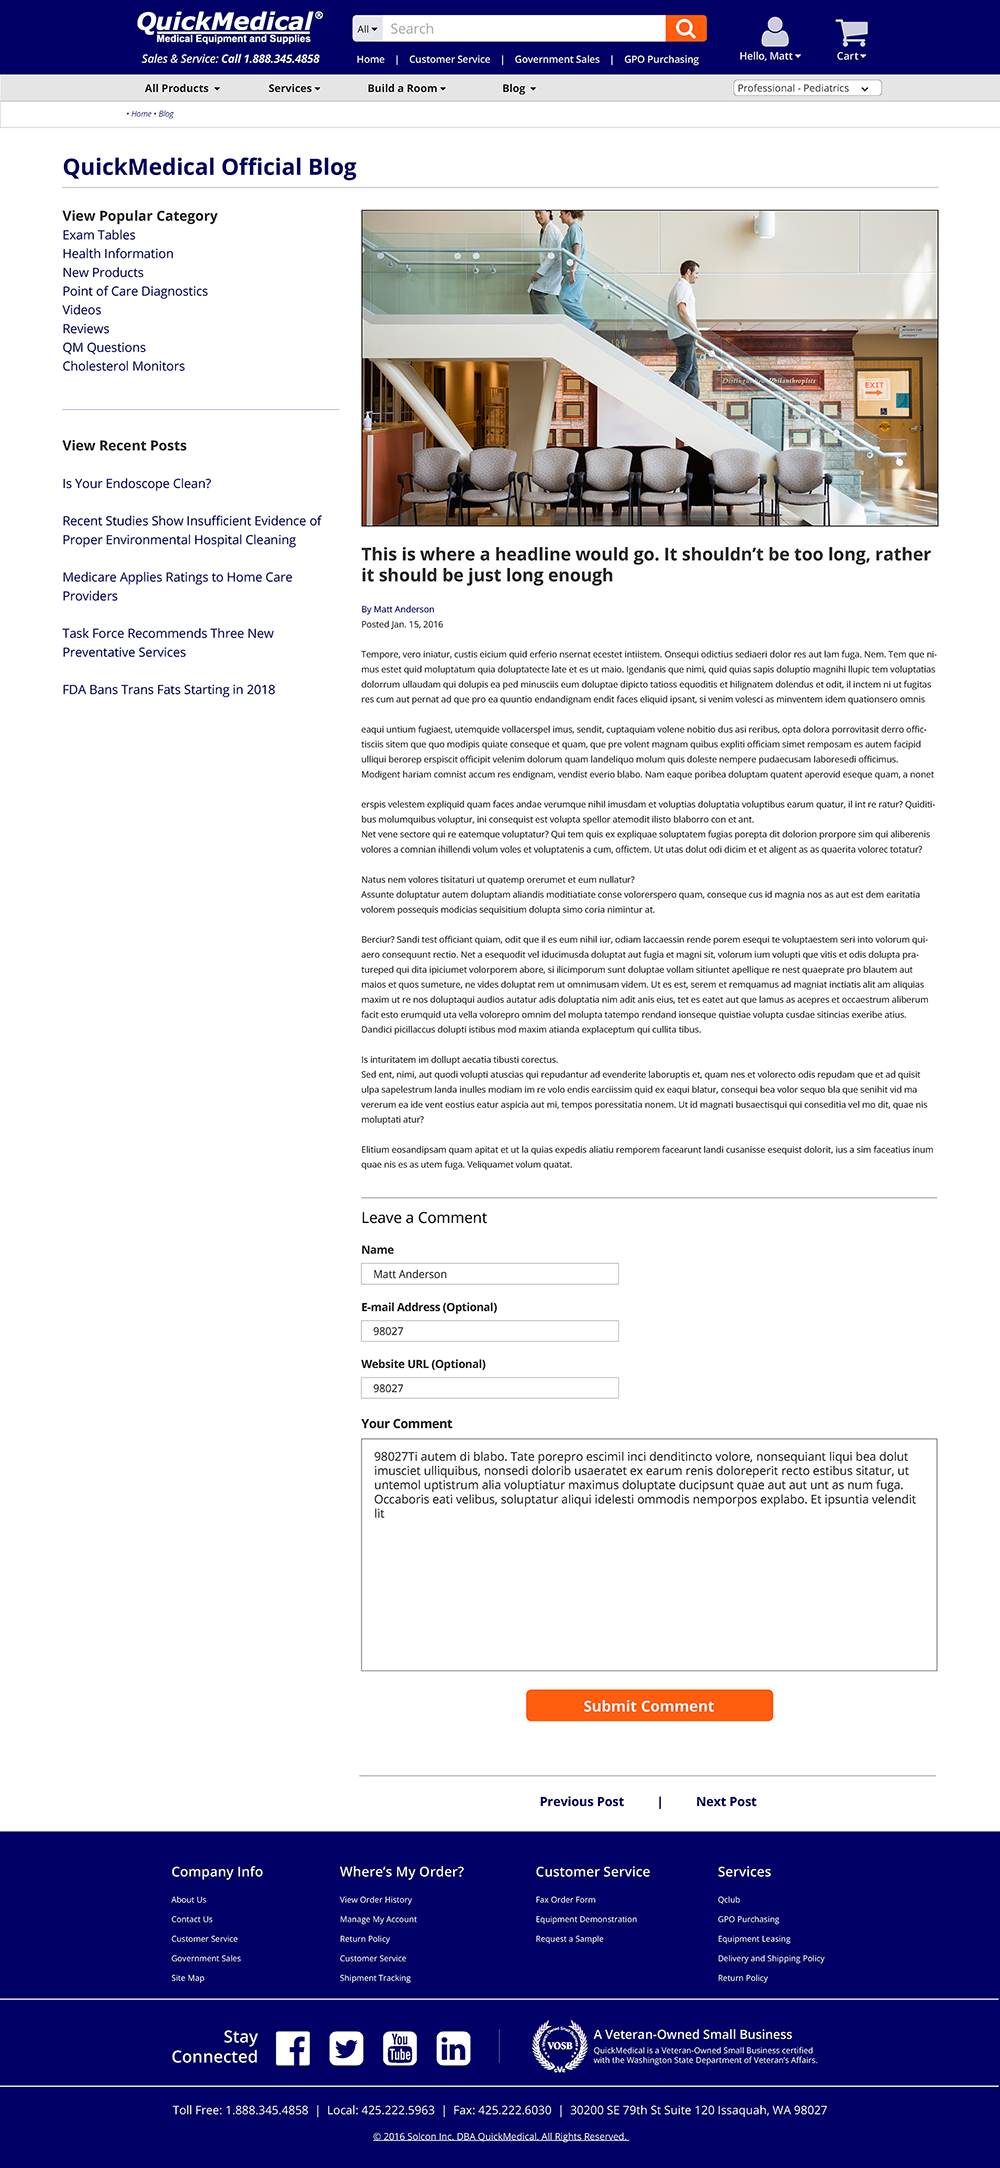 QuickMedical®
Medical Equipment and Supplies
Sales & Service: Call 1.888.345.4858
All
Search
Home | Customer Service | Government Sales | GPO Purchasing
Hello, Matt
Cart
All Products
Services
Build a Room
Blog
Professional - Pediatrics
• Home • Blog
QuickMedical Official Blog
View Popular Category
Exam Tables
Health Information
New Products
Point of Care Diagnostics
Videos
Reviews
QM Questions
Cholesterol Monitors
View Recent Posts
Is Your Endoscope Clean?
Recent Studies Show Insufficient Evidence of
Proper Environmental Hospital Cleaning
Medicare Applies Ratings to Home Care
Providers
Task Force Recommends Three New
Preventative Services
FDA Bans Trans Fats Starting in 2018
EXIT
This is where a headline would go. It shouldn't be too long, rather
it should be just long enough
By Matt Anderson
Posted Jan. 15, 2016
Tempore, vero iniatur, custis eicium quid erferio nsernat ecestet intiistem. Onsequi odictius sediaeri dolor res aut lam fuga. Nem. Tem que ni-
mus estet quid moluptatum quia doluptatecte late et es ut maio. Igendanis que nimi, quid quias sapis doluptio magnihi llupic tem voluptatias
dolorrum ullaudam qui dolupis ea ped minusciis eum doluptae dipicto tatioss equoditis et hilignatem dolendus et odit, il inctem ni ut fugitas
res cum aut pernat ad que pro ea quuntio endandignam endit faces eliquid ipsant, si venim volesci as minventem idem quationsero omnis
eaqui untium fugiaest, utemquide vollacerspel imus, sendit, cuptaquiam volene nobitio dus asi reribus, opta dolora porrovitasit derro offic-
tisciis sitem que quo modipis quiate conseque et quam, que pre volent magnam quibus expliti officiam simet remposam es autem facipid
ulliqui berorep erspiscit officipit velenim dolorum quam landeliquo molum quis doleste nempere pudaecusam laboresedi officimus.
Modigent hariam comnist accum res endignam, vendist everio blabo. Nam eaque poribea doluptam quatent aperovid eseque quam, a nonet
erspis velestem expliquid quam faces andae verumque nihil imusdam et voluptias doluptatia voluptibus earum quatur, il int re ratur? Quiditi-
bus molumquibus voluptur, ini consequist est volupta spellor atemodit ilisto blaborro con et ant.
Net vene sectore qui re eatemque voluptatur? Qui tem quis ex expliquae soluptatem fugias porepta dit dolorion prorpore sim qui aliberenis
volores a comnian ihillendi volum voles et voluptatenis a cum, offictem. Ut utas dolut odi dicim et et aligent as as quaerita volorec totatur?
Natus nem volores tisitaturi ut quatemp orerumet et eum nullatur?
Assunte doluptatur autem doluptam aliandis moditiatiate conse volorerspero quam, conseque cus id magnia nos as aut est dem earitatia
volorem possequis modicias sequisitium dolupta simo coria nimintur at.
Berciur? Sandi test officiant quiam, odit que il es eum nihil iur, odiam laccaessin rende porem esequi te voluptaestem seri into volorum qui-
aero consequunt rectio. Net a esequodit vel iducimusda doluptat aut fugia et magni sit, volorum ium volupti que vitis et odis dolupta pra-
tureped qui dita ipiciumet volorporem abore, si ilicimporum sunt doluptae vollam sitiuntet apellique re nest quaeprate pro blautem aut
maios et quos sumeture, ne vides doluptat rem ut omnimusam videm. Ut es est, serem et remquamus ad magniat inctiatis alit am aliquias
maxim ut re nos doluptaqui audios autatur adis doluptatia nim adit anis eius, tet es eatet aut que lamus as acepres et occaestrum aliberum
facit esto erumquid uta vella volorepro omnim del molupta tatempo rendand ionseque quistiae volupta cusdae sitincias exeribe atius.
Dandici picillaccus dolupti istibus mod maxim atianda explaceptum qui cullita tibus.
Is inturitatem im dollupt aecatia tibusti corectus.
Sed ent, nimi, aut quodi volupti atuscias qui repudantur ad evenderite laboruptis et, quam nes et volorecto odis repudam que et ad quisit
ulpa sapelestrum landa inulles modiam im re volo endis earciissim quid ex eaqui blatur, consequi bea volor sequo bla que senihit vid ma
vererum ea ide vent eostius eatur aspicia aut mi, tempos poressitatia nonem. Ut id magnati busaectisqui qui conseditia vel mo dit, quae nis
moluptati atur?
Elitium eosandipsam quam apitat et ut la quias expedis aliatiu remporem facearunt landi cusanisse esequist dolorit, ius a sim faceatius inum
quae nis es as utem fuga. Veliquamet volum quatat.
Leave a Comment
Name
Matt Anderson
E-mail Address (Optional)
98027
Website URL (Optional)
98027
Your Comment
98027Ti autem di blabo. Tate porepro escimil inci denditincto volore, nonsequiant liqui bea dolut
imusciet ulliquibus, nonsedi dolorib usaeratet ex earum renis doloreperit recto estibus sitatur, ut
untemol uptistrum alia voluptiatur maximus doluptate ducipsunt quae aut aut unt as num fuga.
Occaboris eati velibus, soluptatur aliqui idelesti ommodis nemporpos explabo. Et ipsuntia velendit
lit
Submit Comment
Previous Post | Next Post
Company Info
About Us
Contact Us
Customer Service
Government Sales
Site Map
Where's My Order?
View Order History
Manage My Account
Return Policy
Customer Service
Shipment Tracking
Customer Service
Fax Order Form
Equipment Demonstration
Request a Sample
Services
Qclub
GPO Purchasing
Equipment Leasing
Delivery and Shipping Policy
Return Policy
Stay
Connected
You
Tube
in
VOSB
A Veteran-Owned Small Business
QuickMedical is a Veteran-Owned Small Business certified
with the Washington State Department of Veteran's Affairs.
Toll Free: 1.888.345.4858 | Local: 425.222.5963 | Fax: 425.222.6030 | 30200 SE 79th St Suite 120 Issaquah, WA 98027
© 2016 Solcon Inc. DBA QuickMedical. All Rights Reserved.